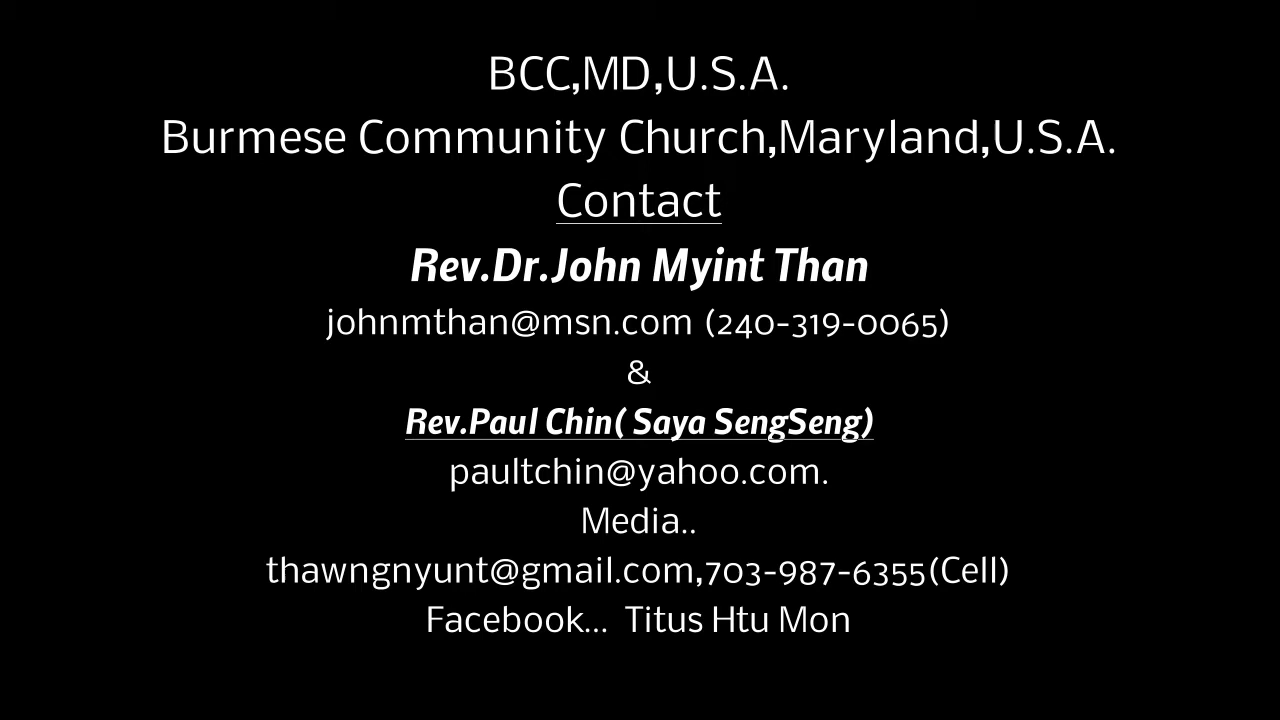 BCC,MD,U.S.A.
Burmese Community Church,Maryland,U.S.A.
Contact
Rev.Dr.John Myint Than
johnmthan@msn.com (240-319-0065)
&
Rev.Paul Chin( Saya SengSeng)
paultchin@yahoo.com.
Media..
thawngnyunt@gmail.com,703-987-6355(Cell)
Facebook... Titus Htu Mon